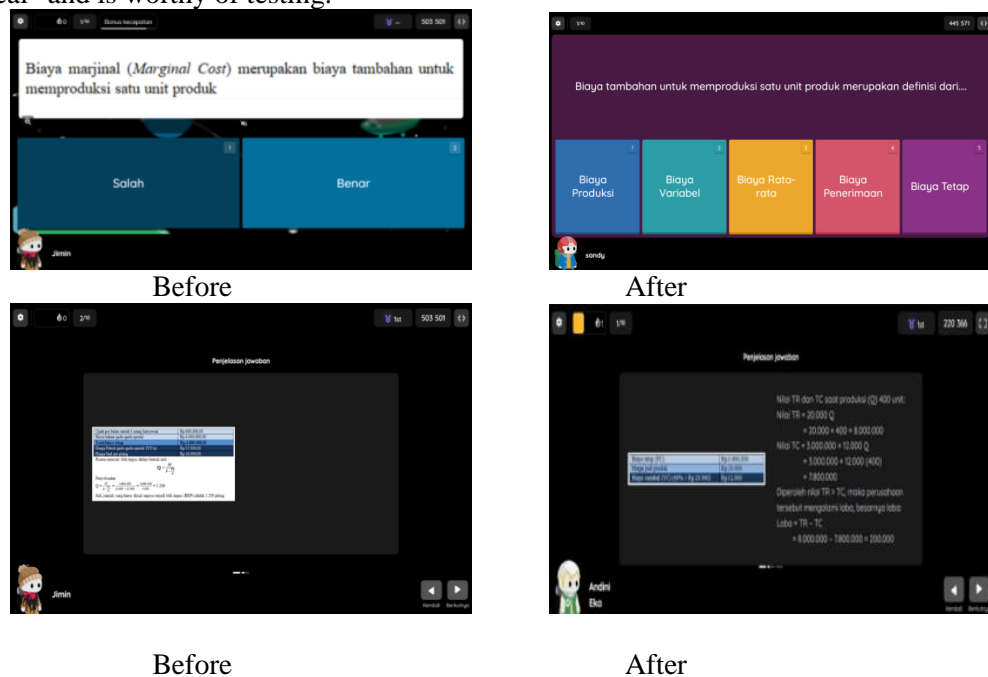 ear" and is worthy of testing.
0 1/10 Bonus kecepatan 503 501
Biaya marjinal (Marginal Cost) merupakan biaya tambahan untuk
memproduksi satu unit produk
1 2
Salah Benar
Jimin
1/10 445 571
Biaya tambahan untuk memproduksi satu unit produk merupakan definisi dari....
1 2 3 4 5
Biaya Produksi
Biaya Variabel
Biaya Rata-rata
Biaya Penerimaan
Biaya Tetap
sandy
Before After
0 2/10 1st 503 501
Penjelasan jawaban
Jimin
Kembali Berikutnya
1 1/10 1st 220 366
Penjelasan jawaban
Nilai TR dan TC saat produksi (Q) 400 unit:
Nilai TR = 20.000 Q
= 20.000 × 400 = 8.000.000
Nilai TC = 3.000.000 + 12.000 Q
= 3.000.000 + 12.000 (400)
= 7.800.000
Diperoleh nilai TR > TC, maka perusahaan
tersebut mengalami laba, besarnya laba:
Laba = TR - TC
= 8.000.000 - 7.800.000 = 200.000
Andini
Eka
Kembali Berikutnya
Before After